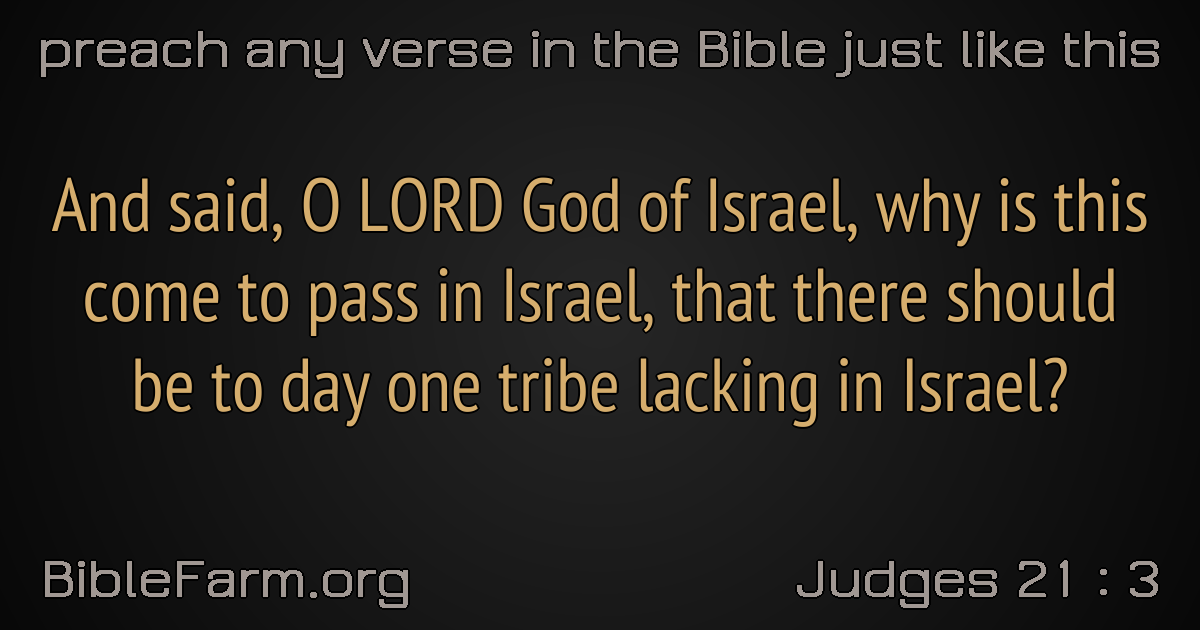 preach any verse in the Bible just like this
And said, O LORD God of Israel, why is this
come to pass in Israel, that there should
be to day one tribe lacking in Israel?
BibleFarm.org
Judges 21 : 3